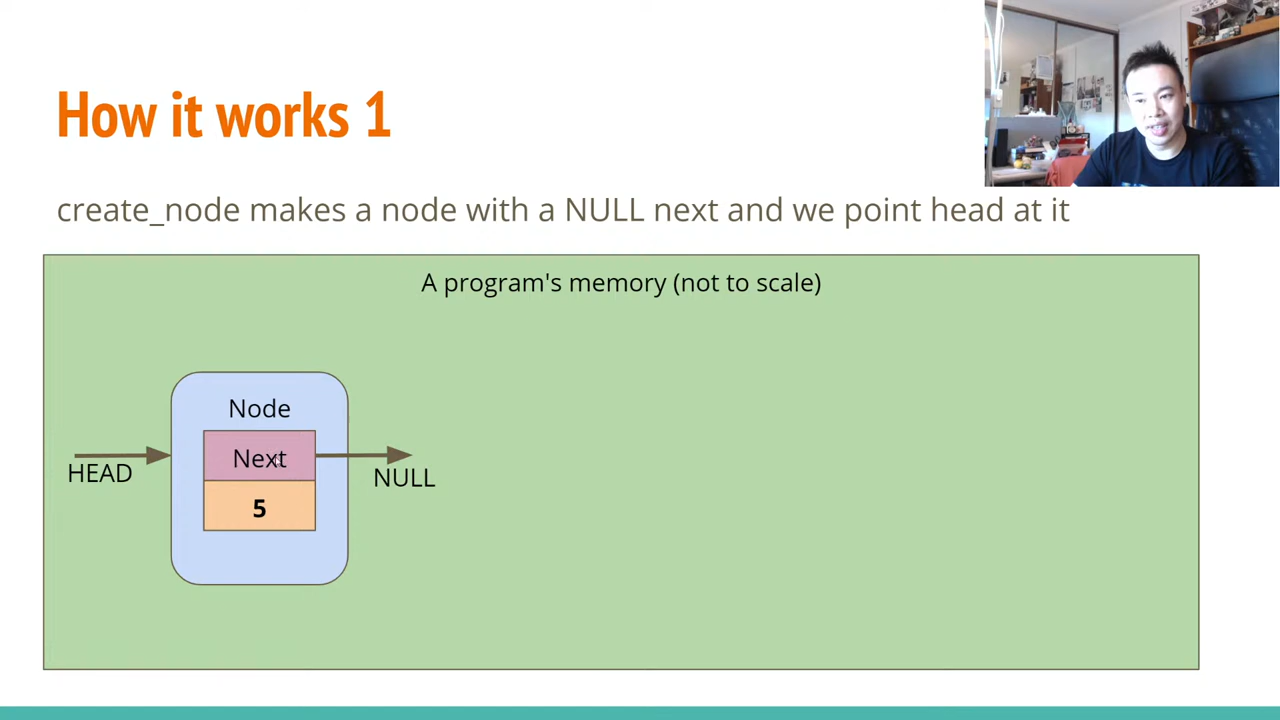 How it works 1
create_node makes a node with a NULL next and we point head at it
A program's memory (not to scale)
Node
Next
HEAD
NULL
5